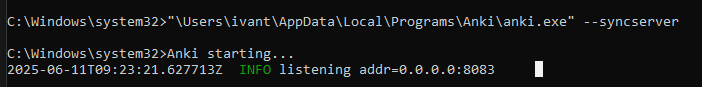 C:\Windows\system32>"\Users\ivant\AppData\Local\Programs\Anki\anki.exe" --syncserver
C:\Windows\system32>Anki starting...
2025-06-11T09:23:21.627713Z  INFO listening addr=0.0.0.0:8083